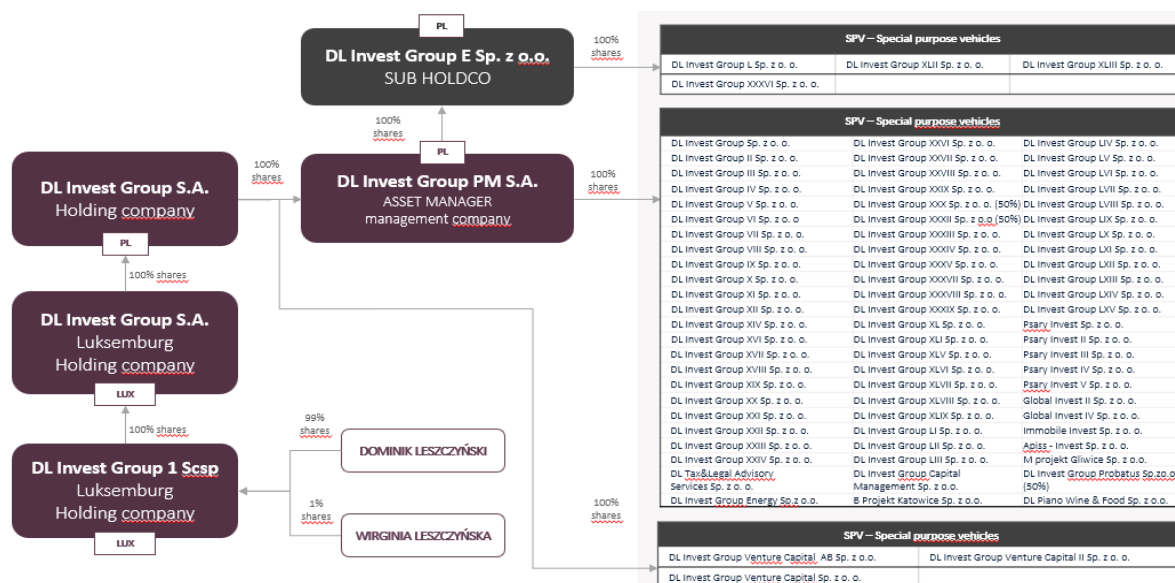 PL
DL Invest Group E Sp. z o.o.
SUB HOLDCO
100%
shares
100%
shares
PL
DL Invest Group PM S.A.
ASSET MANAGER
management company
100%
shares
100%
shares
DL Invest Group S.A.
Holding company
PL
100% shares
DL Invest Group S.A.
Luksemburg
Holding company
LUX
100% shares
DL Invest Group 1 Scsp
Luksemburg
Holding company
LUX
99%
shares
DOMINIK LESZCZYŃSKI
1%
shares
WIRGINIA LESZCZYŃSKA
100%
shares
SPV – Special purpose vehicles
DL Invest Group L Sp. z o. o. DL Invest Group XLII Sp. z o. o. DL Invest Group XLIII Sp. z o. o.
DL Invest Group XXXVI Sp. z o. o.
SPV – Special purpose vehicles
DL Invest Group Sp. z o. o. DL Invest Group XXVI Sp. z o. o. DL Invest Group LIV Sp. z o. o.
DL Invest Group II Sp. z o. o. DL Invest Group XXVII Sp. z o. o. DL Invest Group LV Sp. z o. o.
DL Invest Group III Sp. z o. o. DL Invest Group XXVIII Sp. z o. o. DL Invest Group LVI Sp. z o. o.
DL Invest Group IV Sp. z o. o. DL Invest Group XXIX Sp. z o. o. DL Invest Group LVII Sp. z o. o.
DL Invest Group V Sp. z o. o. DL Invest Group XXX Sp. z o. o. (50%) DL Invest Group LVIII Sp. z o. o.
DL Invest Group VI Sp. z o. o DL Invest Group XXXII Sp. z o.o (50%) DL Invest Group LIX Sp. z o. o.
DL Invest Group VII Sp. z o. o. DL Invest Group XXXIII Sp. z o. o. DL Invest Group LX Sp. z o. o.
DL Invest Group VIII Sp. z o. o. DL Invest Group XXXIV Sp. z o. o. DL Invest Group LXI Sp. z o. o.
DL Invest Group IX Sp. z o. o. DL Invest Group XXXV Sp. z o. o. DL Invest Group LXII Sp. z o. o.
DL Invest Group X Sp. z o. o. DL Invest Group XXXVII Sp. z o. o. DL Invest Group LXIII Sp. z o. o.
DL Invest Group XI Sp. z o. o. DL Invest Group XXXVIII Sp. z o. o. DL Invest Group LXIV Sp. z o. o.
DL Invest Group XII Sp. z o. o. DL Invest Group XXXIX Sp. z o. o. DL Invest Group LXV Sp. z o. o.
DL Invest Group XIV Sp. z o. o. DL Invest Group XL Sp. z o. o. Psary Invest Sp. z o. o.
DL Invest Group XVI Sp. z o. o. DL Invest Group XLI Sp. z o. o. Psary Invest II Sp. z o. o.
DL Invest Group XVII Sp. z o. o. DL Invest Group XLV Sp. z o. o. Psary Invest III Sp. z o. o.
DL Invest Group XVIII Sp. z o. o. DL Invest Group XLVI Sp. z o. o. Psary Invest IV Sp. z o. o.
DL Invest Group XIX Sp. z o. o. DL Invest Group XLVII Sp. z o. o. Psary Invest V Sp. z o. o.
DL Invest Group XX Sp. z o. o. DL Invest Group XLVIII Sp. z o. o. Global Invest II Sp. z o. o.
DL Invest Group XXI Sp. z o. o. DL Invest Group XLIX Sp. z o. o. Global Invest IV Sp. z o. o.
DL Invest Group XXII Sp. z o. o. DL Invest Group LI Sp. z o. o. Immobile Invest Sp. z o. o.
DL Invest Group XXIII Sp. z o. o. DL Invest Group LII Sp. z o. o. Apiss - Invest Sp. z o. o.
DL Invest Group XXIV Sp. z o. o. DL Invest Group LIII Sp. z o. o. M projekt Gliwice Sp. z o. o.
DL Tax&Legal Advisory DL Invest Group Capital DL Invest Group Probatus Sp.zo.o
Services Sp. z o. o. Management Sp. z o.o. (50%)
DL Invest Group Energy Sp.z o.o. B Projekt Katowice Sp. z o.o. DL Piano Wine & Food Sp. z o.o.
SPV – Special purpose vehicles
DL Invest Group Venture Capital AB Sp. z o.o. DL Invest Group Venture Capital II Sp. z o. o.
DL Invest Group Venture Capital Sp. z o. o.